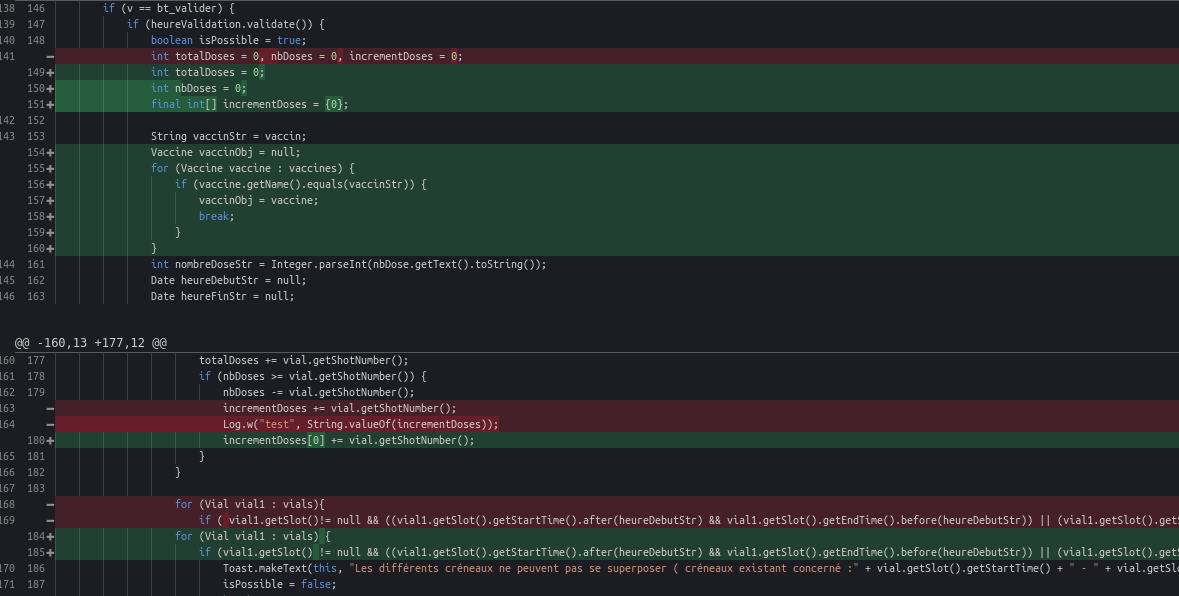 138 146 if (v == bt_valider) {
139 147 if (heureValidation.validate()) {
140 148 boolean isPossible = true;
141 − int totalDoses = 0, nbDoses = 0, incrementDoses = 0;
149+ int totalDoses = 0;
150+ int nbDoses = 0;
151+ final int[] incrementDoses = {0};
142 152
143 153 String vaccinStr = vaccin;
154+ Vaccine vaccinObj = null;
155+ for (Vaccine vaccine : vaccines) {
156+ if (vaccine.getName().equals(vaccinStr)) {
157+ vaccinObj = vaccine;
158+ break;
159+ }
160+ }
144 161 int nombreDoseStr = Integer.parseInt(nbDose.getText().toString());
145 162 Date heureDebutStr = null;
146 163 Date heureFinStr = null;
@@ -160,13 +177,12 @@
160 177 totalDoses += vial.getShotNumber();
161 178 if (nbDoses >= vial.getShotNumber()) {
162 179 nbDoses -= vial.getShotNumber();
163 − incrementDoses += vial.getShotNumber();
164 − Log.w("test", String.valueOf(incrementDoses));
180+ incrementDoses[0] += vial.getShotNumber();
165 181 }
166 182 }
167 183
168 − for (Vial vial1 : vials){
169 − if ( vial1.getSlot()!= null && ((vial1.getSlot().getStartTime().after(heureDebutStr) && vial1.getSlot().getEndTime().before(heureDebutStr)) || (vial1.getSlot().get
184+ for (Vial vial1 : vials) {
185+ if (vial1.getSlot() != null && ((vial1.getSlot().getStartTime().after(heureDebutStr) && vial1.getSlot().getEndTime().before(heureDebutStr)) || (vial1.getSlot().get
170 186 Toast.makeText(this, "Les différents créneaux ne peuvent pas se superposer ( créneaux existant concerné :" + vial.getSlot().getStartTime() + " - " + vial.getSl
171 187 isPossible = false;